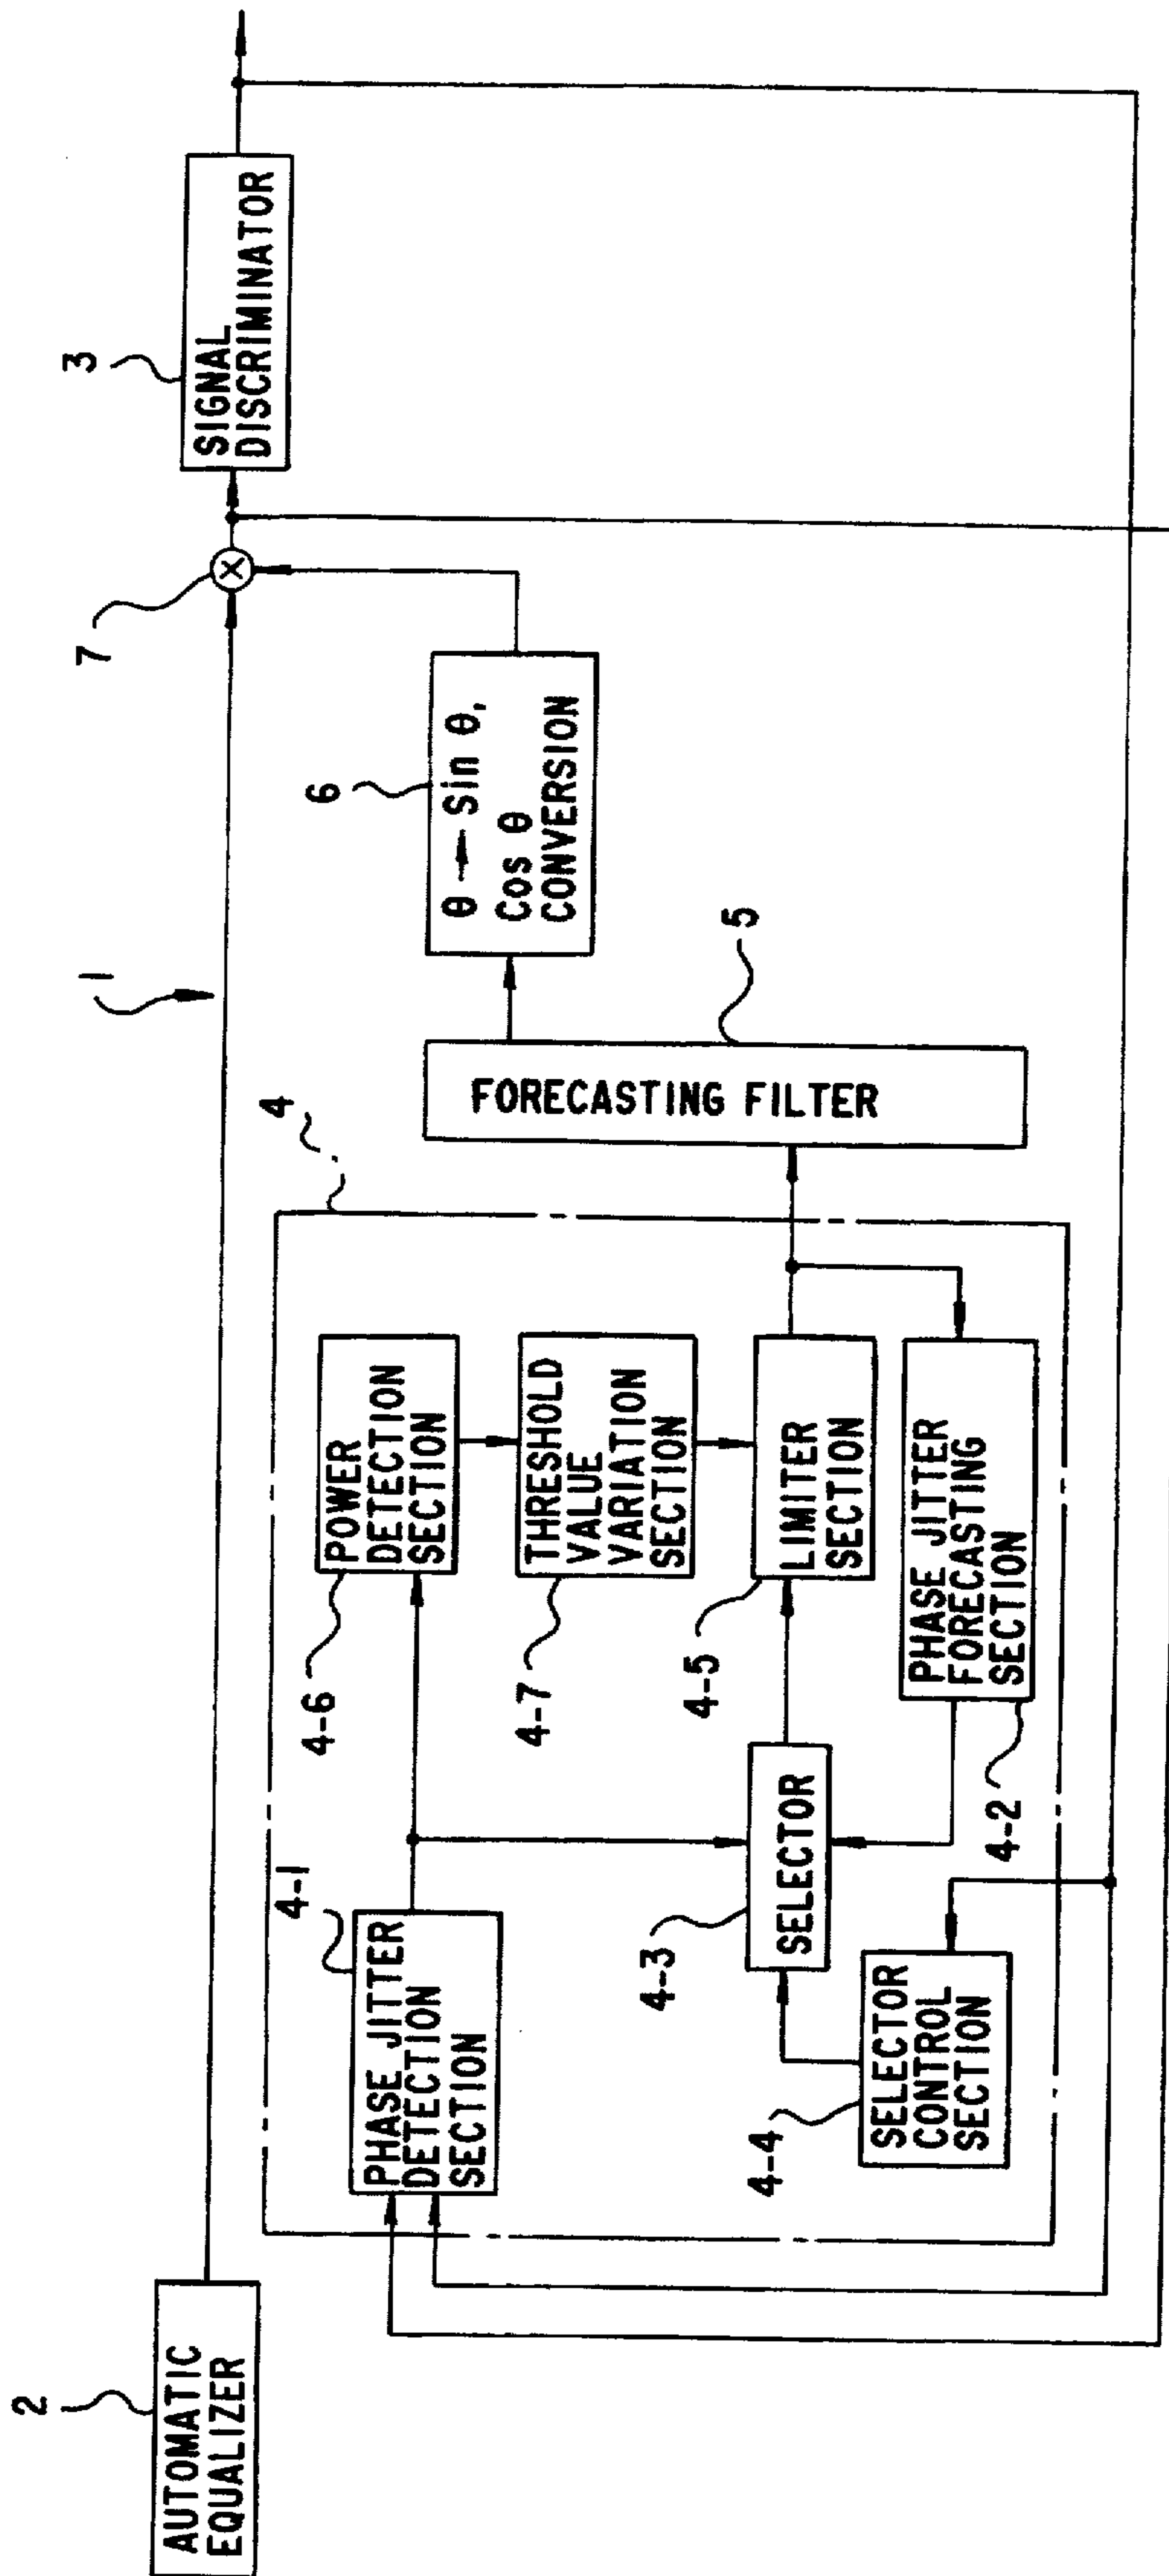 2
AUTOMATIC
EQUALIZER
1
7
3
SIGNAL
DISCRIMINATOR
4
4-1
PHASE JITTER
DETECTION
SECTION
4-6
POWER
DETECTION
SECTION
4-7
THRESHOLD
VALUE
VARIATION
SECTION
4-3
SELECTOR
4-5
LIMITER
SECTION
4-4
SELECTOR
CONTROL
SECTION
4-2
PHASE JITTER
FORECASTING
SECTION
5
FORECASTING FILTER
6
θ → Sin θ,
Cos θ
CONVERSION
X